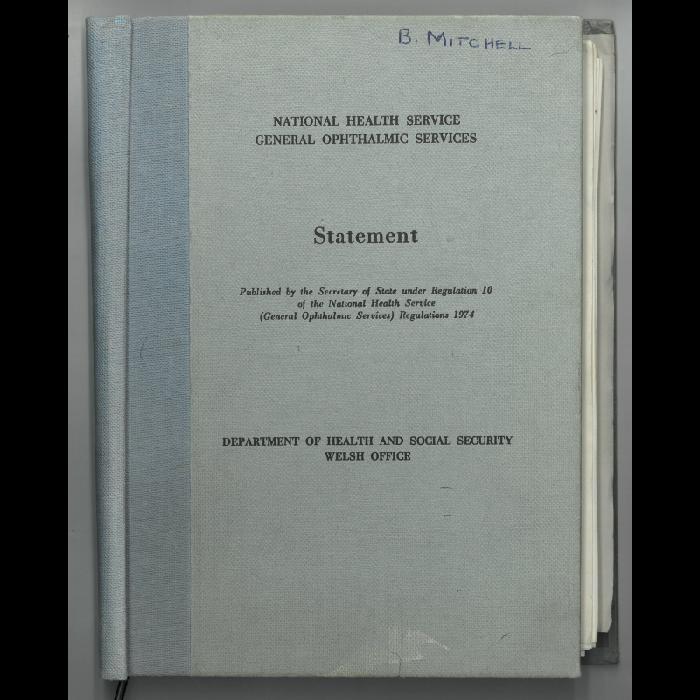 B. MITCHELL
NATIONAL HEALTH SERVICE
GENERAL OPHTHALMIC SERVICES
Statement
Published by the Secretary of State under Regulation 10
of the National Health Service
(General Ophthalmic Services) Regulations 1974
DEPARTMENT OF HEALTH AND SOCIAL SECURITY
WELSH OFFICE